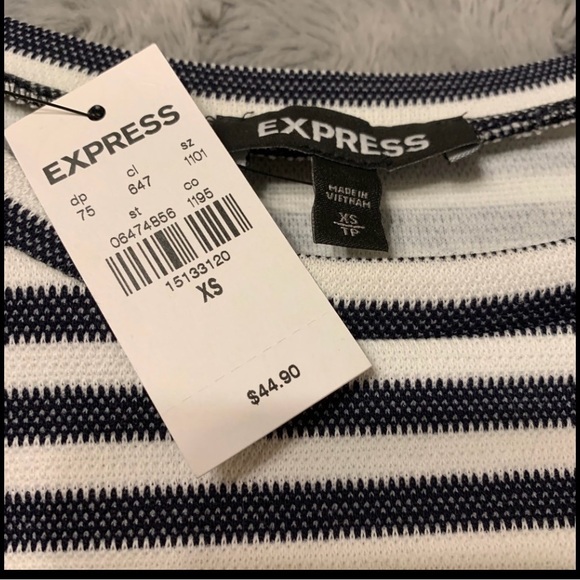 EXPRESS
dp cl sz
75 647 1101
st co
06474856 1195
15133120
XS
$44.90
EXPRESS
MADE IN
VIETNAM
XS
TP